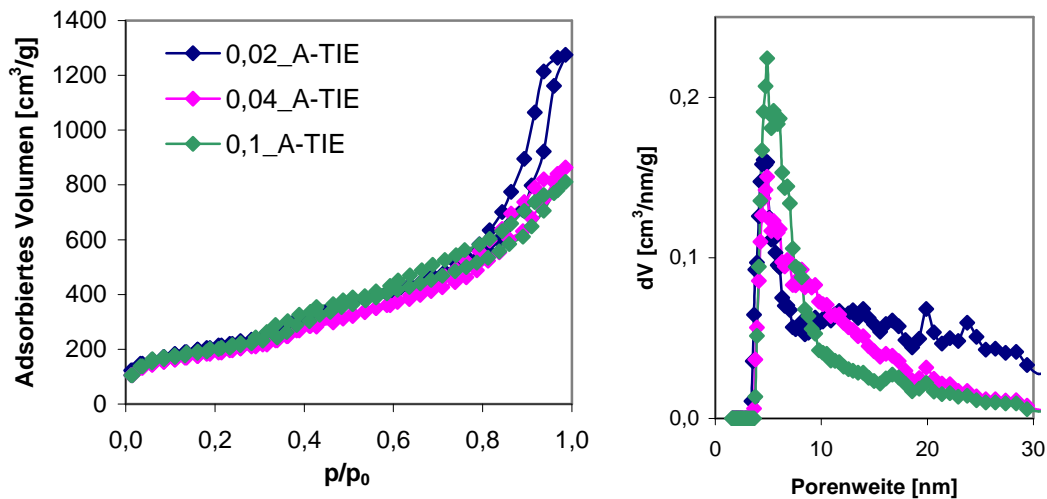 Adsorbiertes Volumen [cm³/g]
1400
1200
1000
800
600
400
200
0
0,02_A-TIE
0,04_A-TIE
0,1_A-TIE
0,0 0,2 0,4 0,6 0,8 1,0
p/p₀
dV [cm³/nm/g]
0,2
0,1
0,0
0 10 20 30
Porenweite [nm]